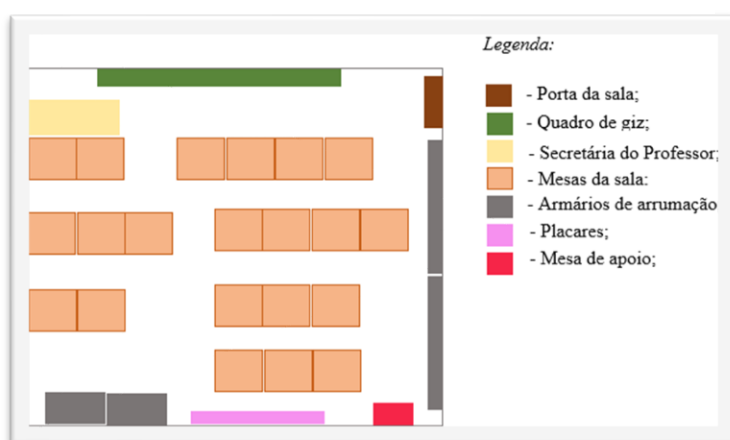 Legenda:
- Porta da sala;
- Quadro de giz;
- Secretária do Professor;
- Mesas da sala:
- Armários de arrumação
- Placares;
- Mesa de apoio;